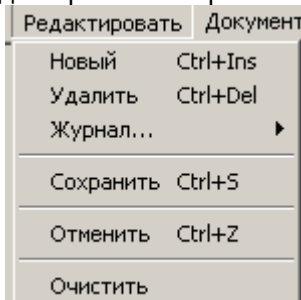 Редактировать Документ
Новый Ctrl+Ins
Удалить Ctrl+Del
Журнал...
Сохранить Ctrl+S
Отменить Ctrl+Z
Очистить